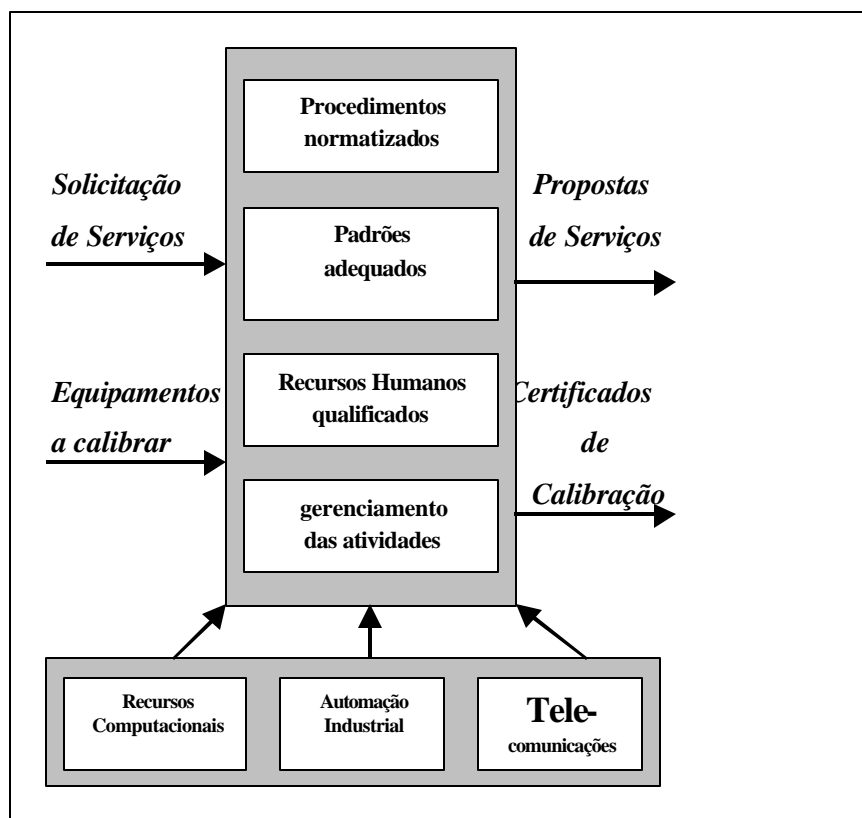 Procedimentos
normatizados
Solicitação
de Serviços
Padrões
adequados
Propostas
de Serviços
Equipamentos
a calibrar
Recursos Humanos
qualificados
Certificados
de
Calibração
gerenciamento
das atividades
Recursos
Computacionais
Automação
Industrial
Tele-
comunicações